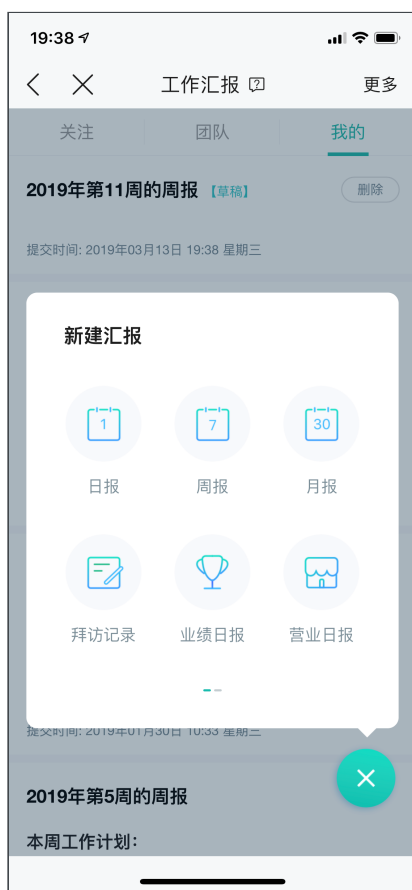 19:38
工作汇报
更多
关注 团队 我的
2019年第11周的周报【草稿】 删除
提交时间: 2019年03月13日 19:38 星期三
新建汇报
1 7 30
日报 周报 月报
拜访记录 业绩日报 营业日报
提交时间: 2019年01月30日 10:33 星期三
2019年第5周的周报
本周工作计划：